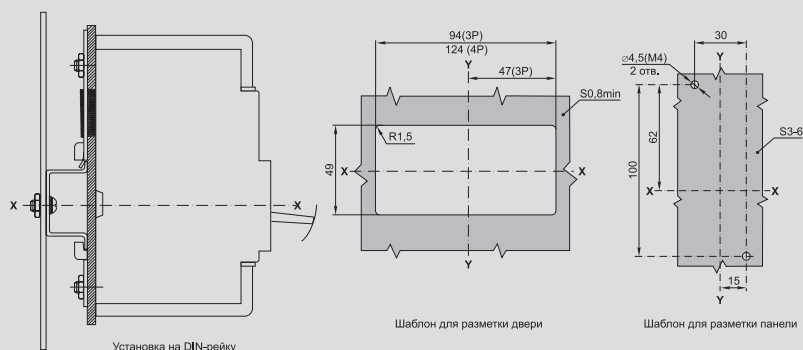 X
X
Установка на DIN-рейку
94(3P)
124 (4P)
Y
47(3P)
S0,8min
R1,5
49
X
X
Y
Шаблон для разметки двери
30
Y
⌀4,5(M4)
2 отв.
S3-6
62
100
X
X
15
Y
Шаблон для разметки панели